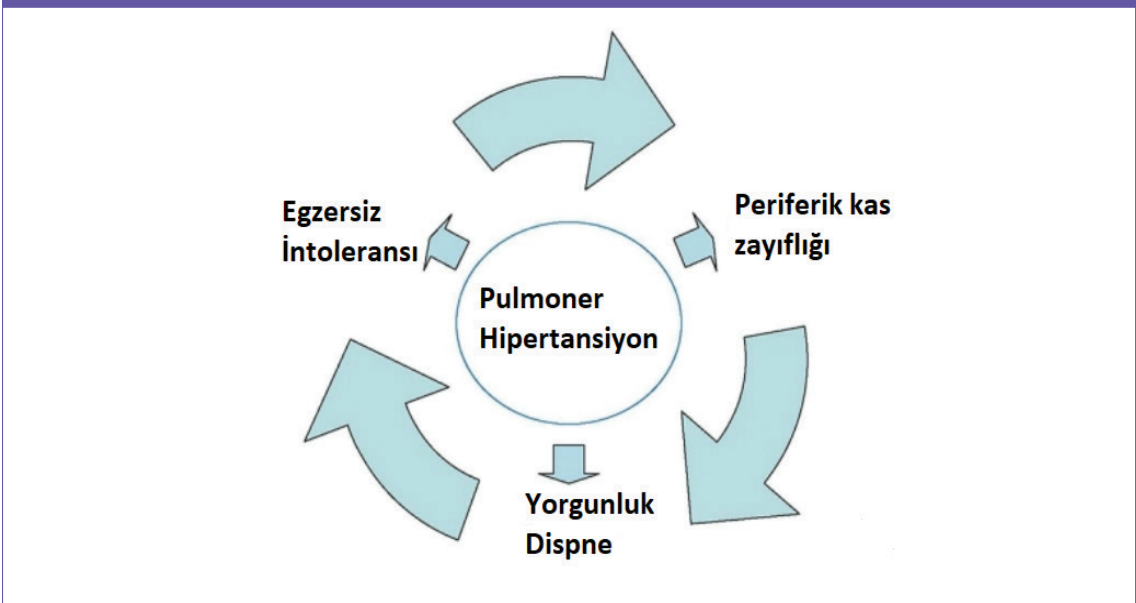 Egzersiz
İntoleransı
Periferik kas
zayıflığı
Pulmoner
Hipertansiyon
Yorgunluk
Dispne